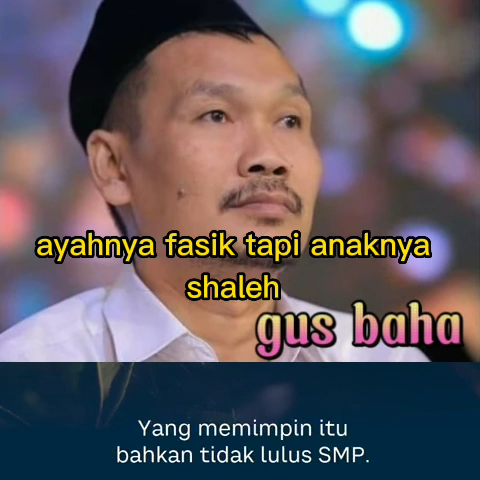 ayahnya fasik tapi anaknya
shaleh
gus baha
Yang memimpin itu
bahkan tidak lulus SMP.